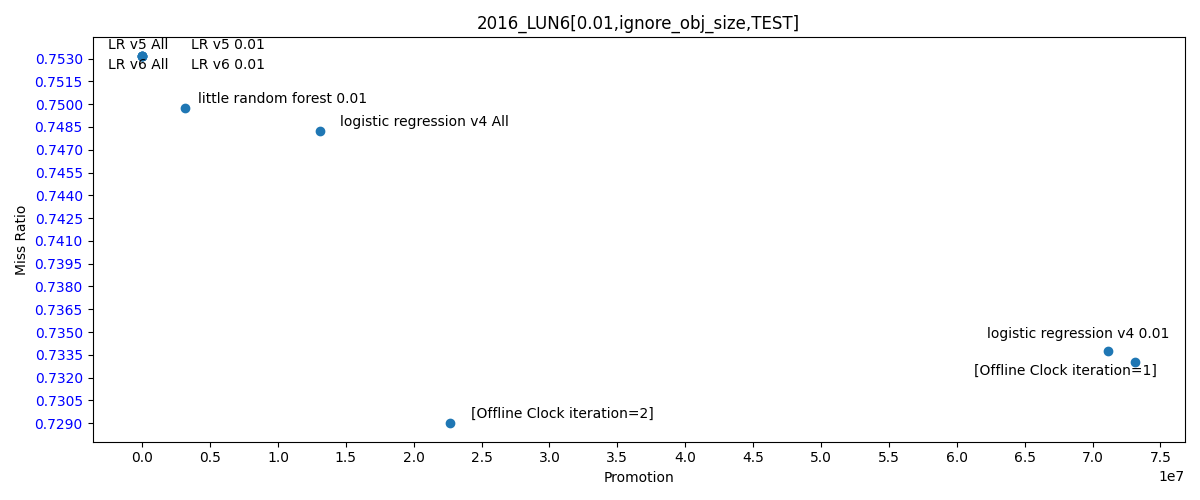 2016_LUN6[0.01,ignore_obj_size,TEST]
LR v5 All
LR v5 0.01
LR v6 All
LR v6 0.01
little random forest 0.01
logistic regression v4 All
logistic regression v4 0.01
[Offline Clock iteration=1]
[Offline Clock iteration=2]
Miss Ratio
0.7530
0.7515
0.7500
0.7485
0.7470
0.7455
0.7440
0.7425
0.7410
0.7395
0.7380
0.7365
0.7350
0.7335
0.7320
0.7305
0.7290
0.0 0.5 1.0 1.5 2.0 2.5 3.0 3.5 4.0 4.5 5.0 5.5 6.0 6.5 7.0 7.5
1e7
Promotion